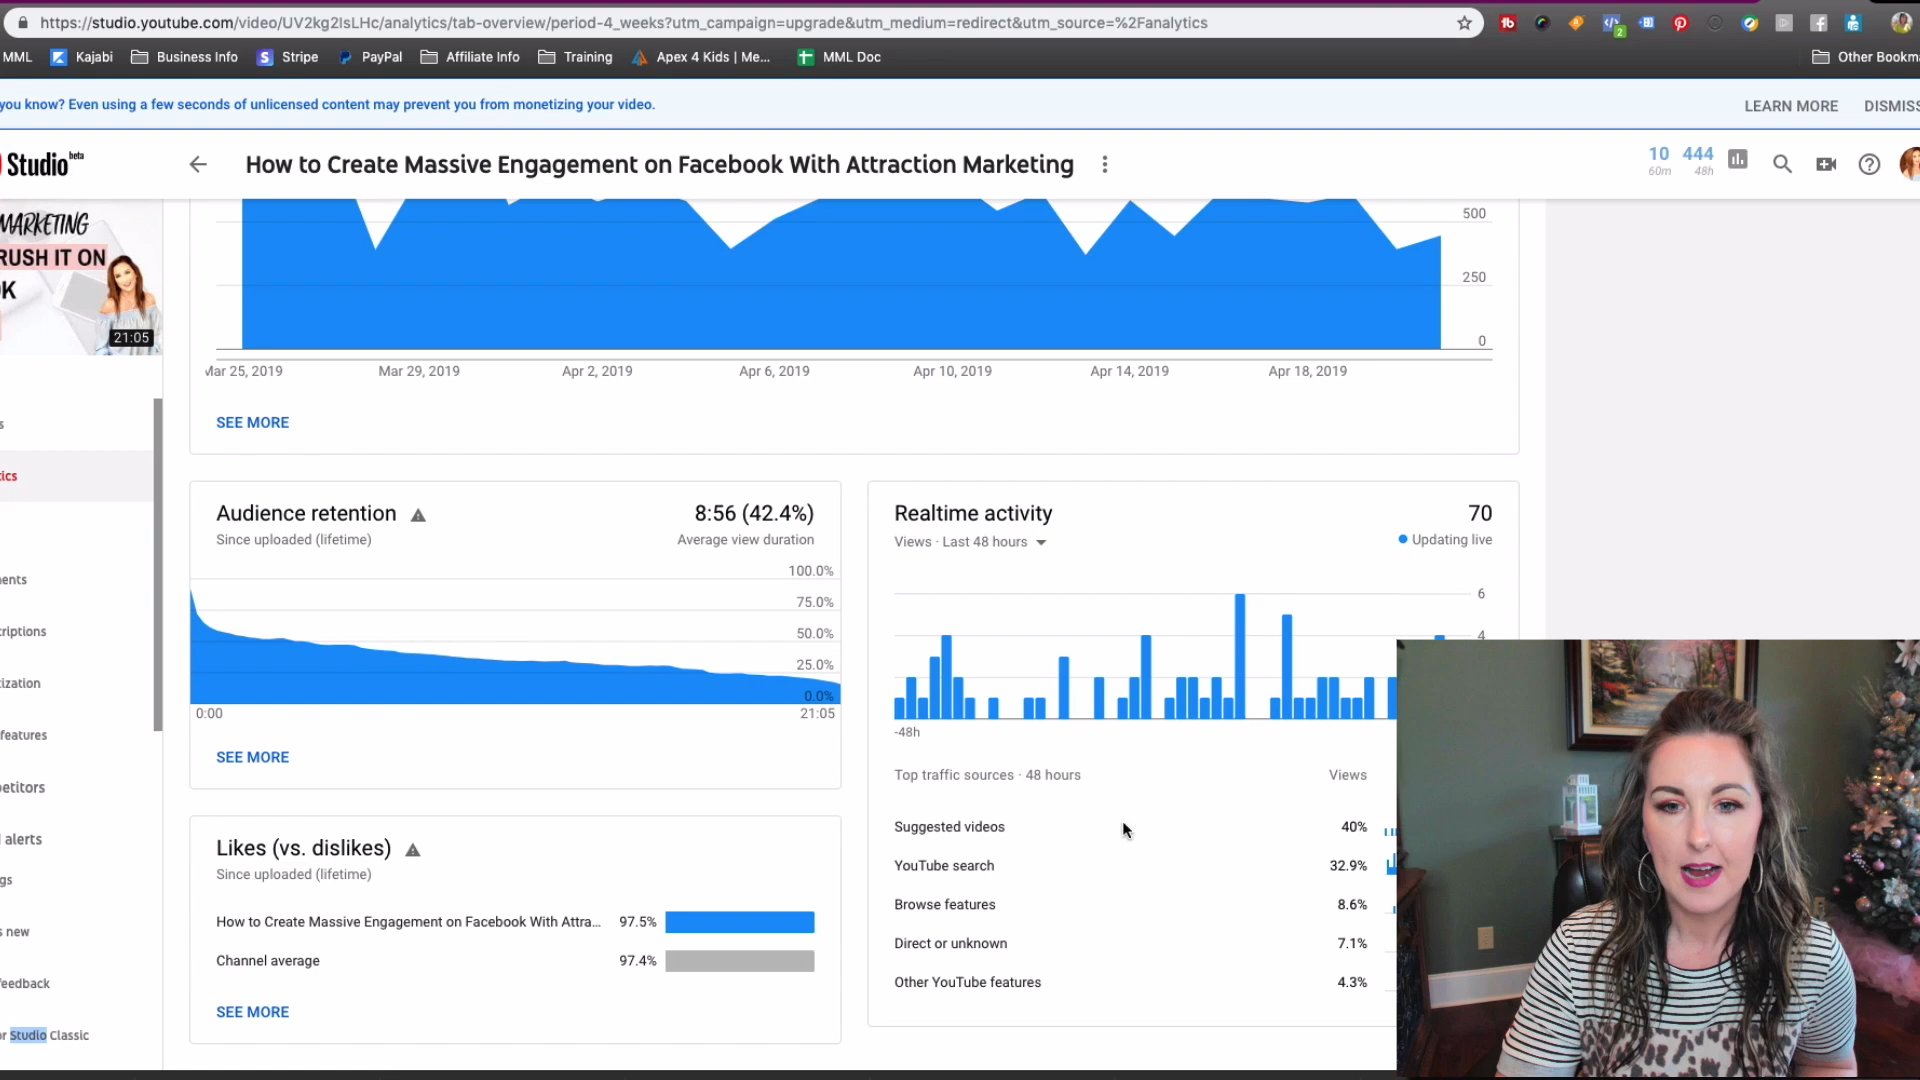 https://studio.youtube.com/video/UV2kg2IsLHc/analytics/tab-overview/period-4_weeks?utm_campaign=upgrade&utm_medium=redirect&utm_source=%2Fanalytics
MML Kajabi Business Info Stripe PayPal Affiliate Info Training Apex 4 Kids | Me... MML Doc Other Bookma
you know? Even using a few seconds of unlicensed content may prevent you from monetizing your video. LEARN MORE DISMISS
Studio beta How to Create Massive Engagement on Facebook With Attraction Marketing 10 444
60m 48h
MARKETING
RUSH IT ON
OK
21:05
500
250
0
Mar 25, 2019 Mar 29, 2019 Apr 2, 2019 Apr 6, 2019 Apr 10, 2019 Apr 14, 2019 Apr 18, 2019
SEE MORE
s
tics
ments
criptions
tization
features
petitors
d alerts
gs
s new
feedback
or Studio Classic
Audience retention 8:56 (42.4%)
Since uploaded (lifetime) Average view duration
100.0%
75.0%
50.0%
25.0%
0.0%
0:00 21:05
SEE MORE
Likes (vs. dislikes)
Since uploaded (lifetime)
How to Create Massive Engagement on Facebook With Attra... 97.5%
Channel average 97.4%
SEE MORE
Realtime activity 70
Views · Last 48 hours Updating live
6
4
-48h
Top traffic sources · 48 hours Views
Suggested videos 40%
YouTube search 32.9%
Browse features 8.6%
Direct or unknown 7.1%
Other YouTube features 4.3%